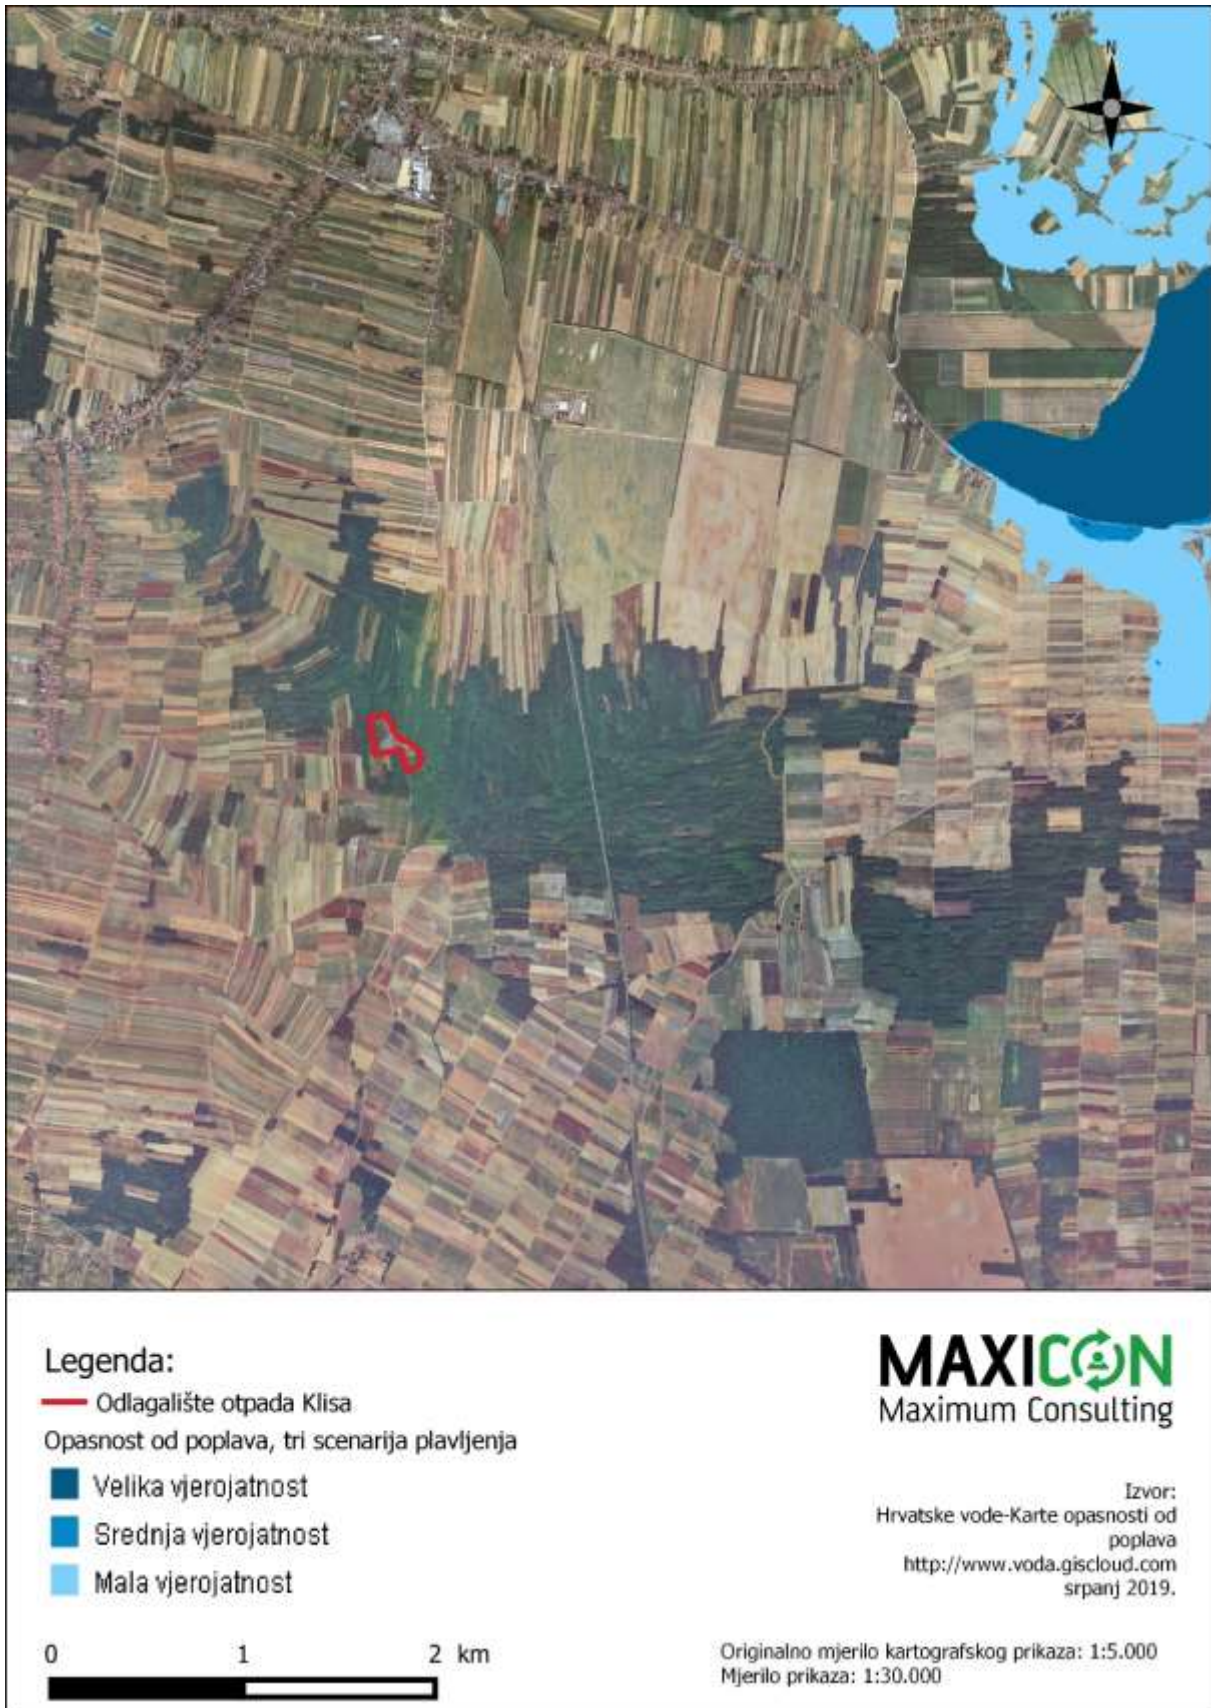 N
Legenda:
Odlagalište otpada Klisa
Opasnost od poplava, tri scenarija plavljenja
Velika vjerojatnost
Srednja vjerojatnost
Mala vjerojatnost
0 1 2 km
MAXICON
Maximum Consulting
Izvor:
Hrvatske vode-Karte opasnosti od
poplava
http://www.voda.giscloud.com
srpanj 2019.
Originalno mjerilo kartografskog prikaza: 1:5.000
Mjerilo prikaza: 1:30.000